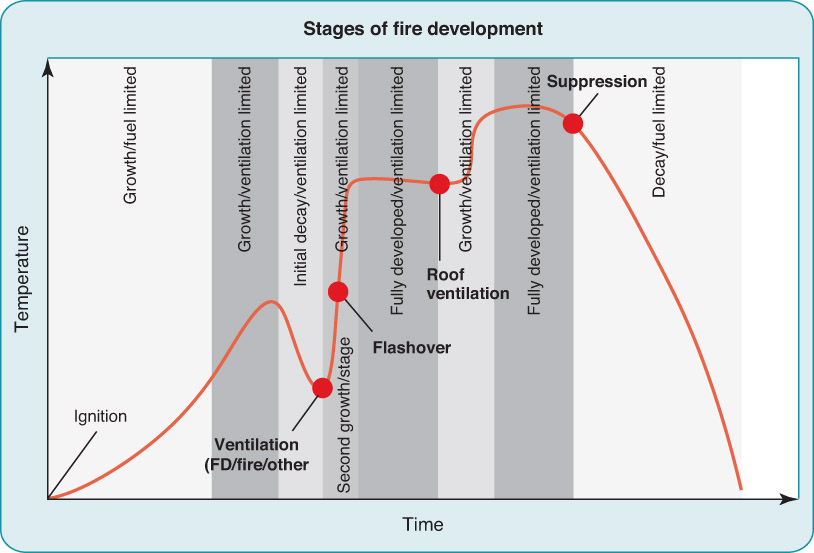 Stages of fire development
Growth/fuel limited
Growth/ventilation limited
Initial decay/ventilation limited
Growth/ventilation limited
Second growth/stage
Fully developed/ventilation limited
Growth/ventilation limited
Fully developed/ventilation limited
Decay/fuel limited
Suppression
Roof
ventilation
Flashover
Ignition
Ventilation
(FD/fire/other
Temperature
Time